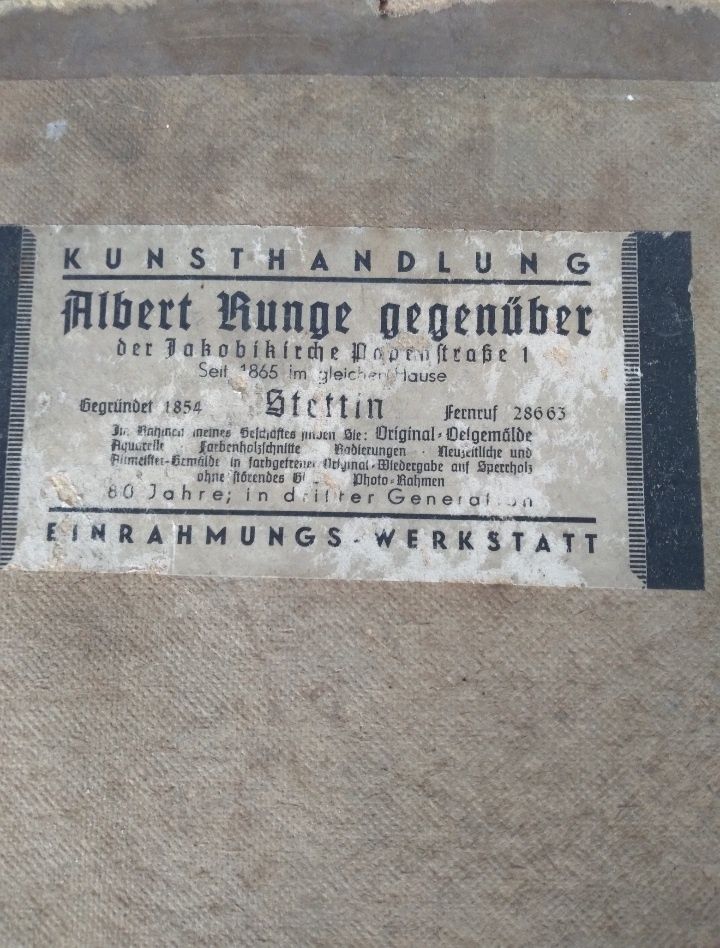 KUNSTHANDLUNG
Albert Runge gegenüber
der Jakobikirche Papenstraße 1
Seit 1865 im gleichen Hause
Gegründet 1854 Stettin Fernruf 28663
Im Rahmen meines Geschäftes finden Sie: Original-Oelgemälde
Aquarelle · Farbenholzschnitte · Radierungen · Neuzeitliche und
Altmeister-Gemälde in farbgetreuer Original-Wiedergabe auf Sperrholz
ohne störendes Photo-Rahmen
80 Jahre; in dritter Generation
EINRAHMUNGS-WERKSTATT